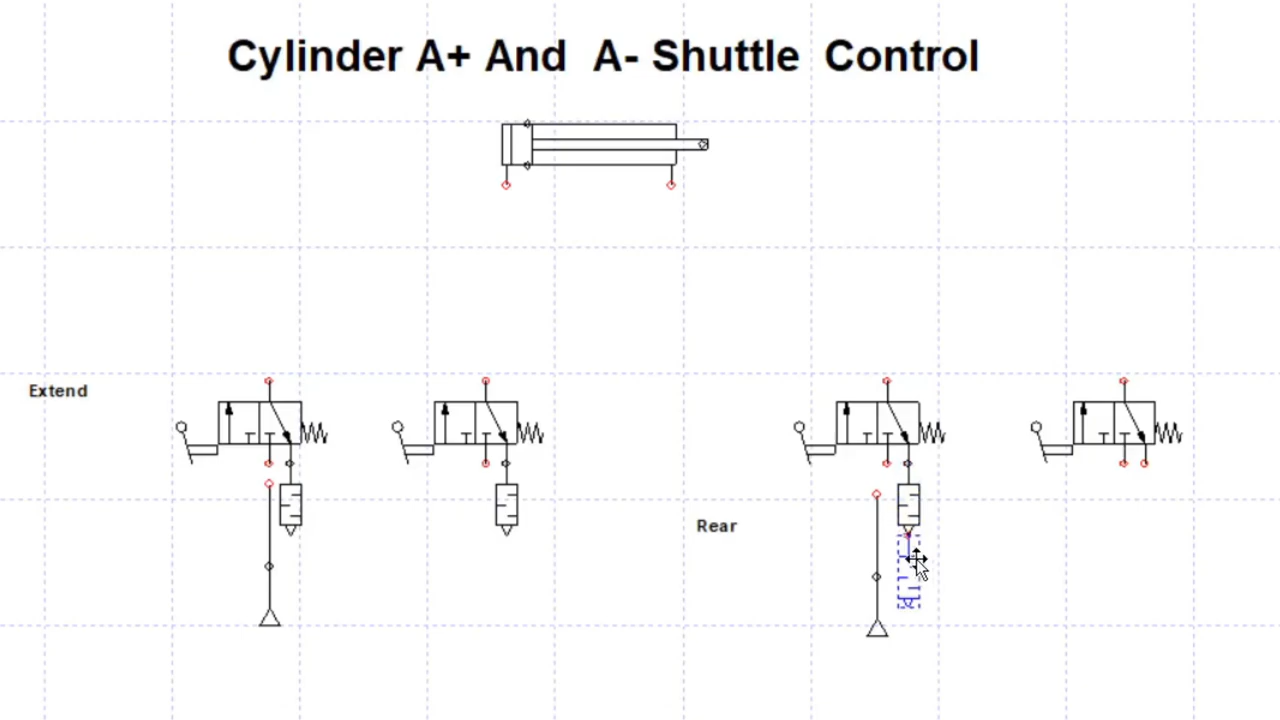 Cylinder A+ And A- Shuttle Control
Extend
Rear